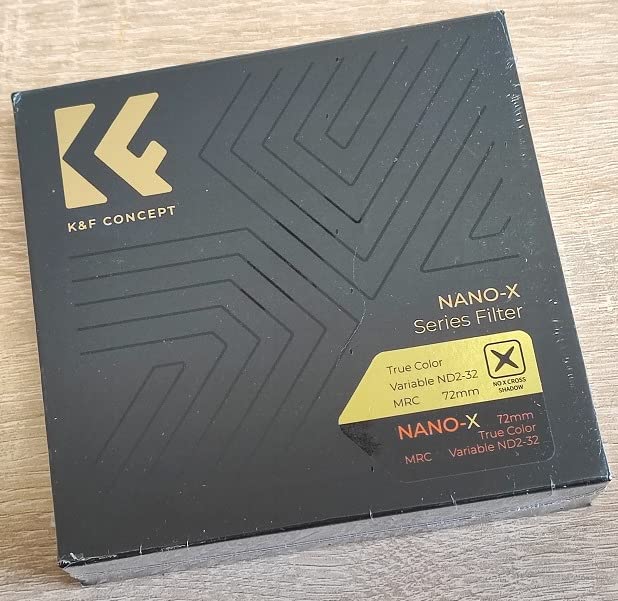 K&F CONCEPT
NANO-X
Series Filter
True Color
Variable ND2-32
MRC 72mm
NO X CROSS
SHADOW
NANO-X 72mm
True Color
MRC Variable ND2-32